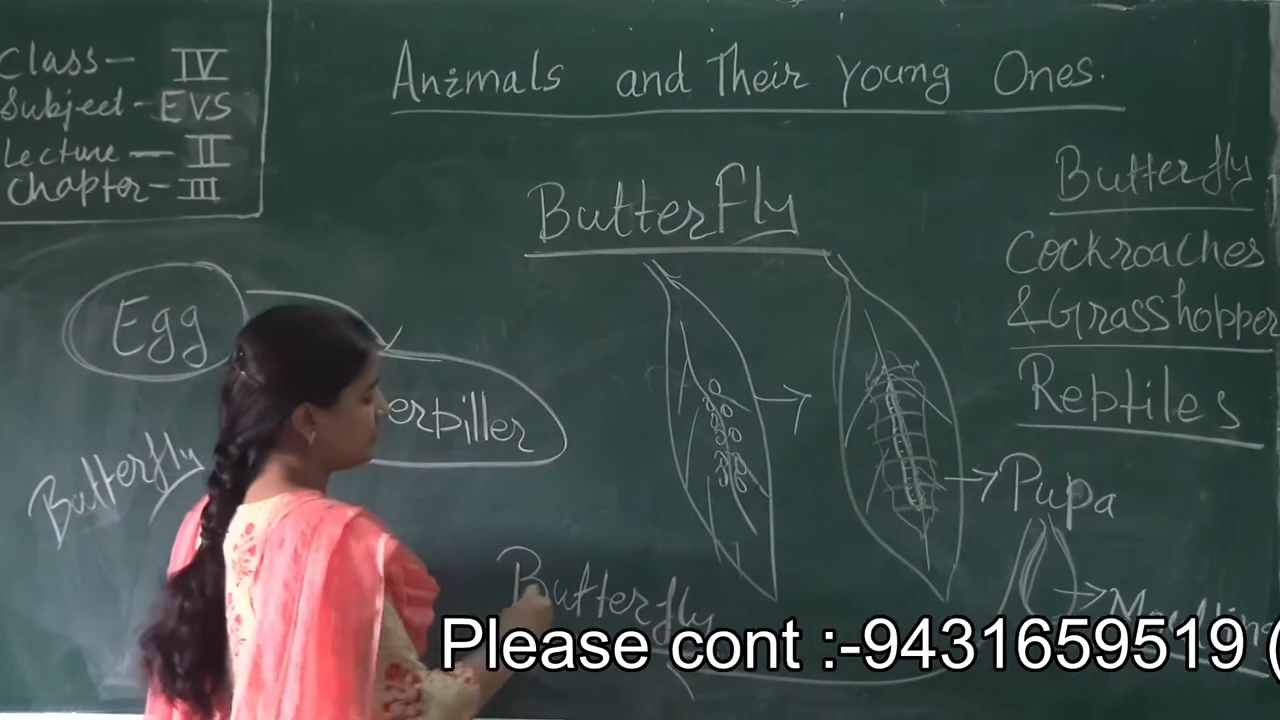 Class- IV
Subject- EVS
Lecture - II
Chapter- III
Animals and Their Young Ones.
Butterfly
Butterfly
Cockroaches
& Grasshopper
Reptiles
Egg
erpiller
Butterfly
Pupa
Butterfly
Please cont :-9431659519 (